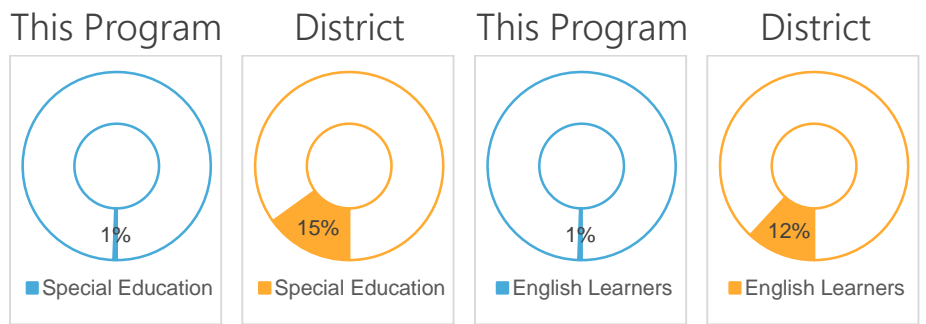 This Program
District
This Program
District
1%
15%
1%
12%
Special Education
Special Education
English Learners
English Learners